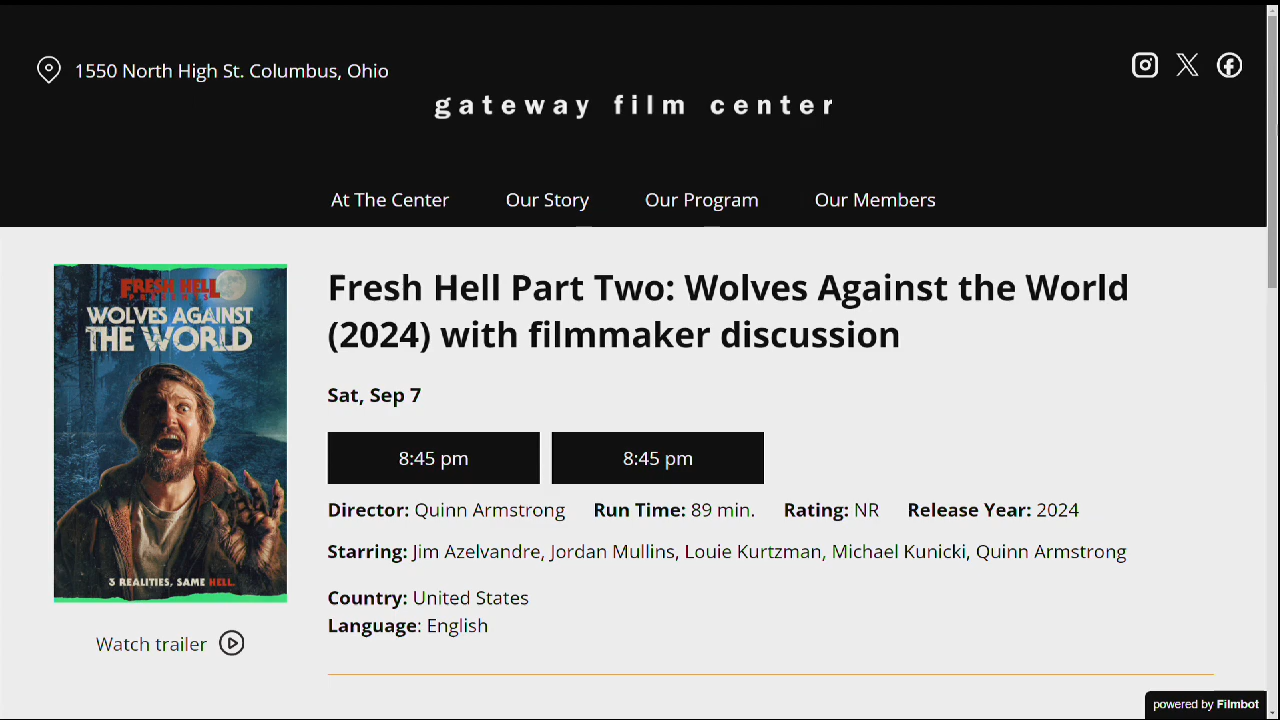 1550 North High St. Columbus, Ohio
gateway film center
At The Center Our Story Our Program Our Members
FRESH HELL
PRESENTS
WOLVES AGAINST
THE WORLD
3 REALITIES, SAME HELL.
Watch trailer
Fresh Hell Part Two: Wolves Against the World
(2024) with filmmaker discussion
Sat, Sep 7
8:45 pm 8:45 pm
Director: Quinn Armstrong Run Time: 89 min. Rating: NR Release Year: 2024
Starring: Jim Azelvandre, Jordan Mullins, Louie Kurtzman, Michael Kunicki, Quinn Armstrong
Country: United States
Language: English
powered by Filmbot